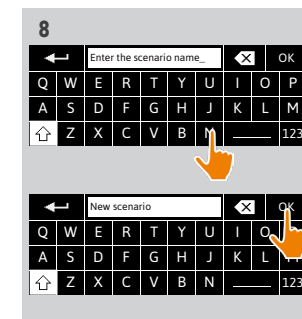 8
Enter the scenario name_ OK
Q W E R T Y U I O P
A S D F G H J K L M
Z X C V B N 123
New scenario OK
Q W E R T Y U I O
A S D F G H J K L M
Z X C V B N 123